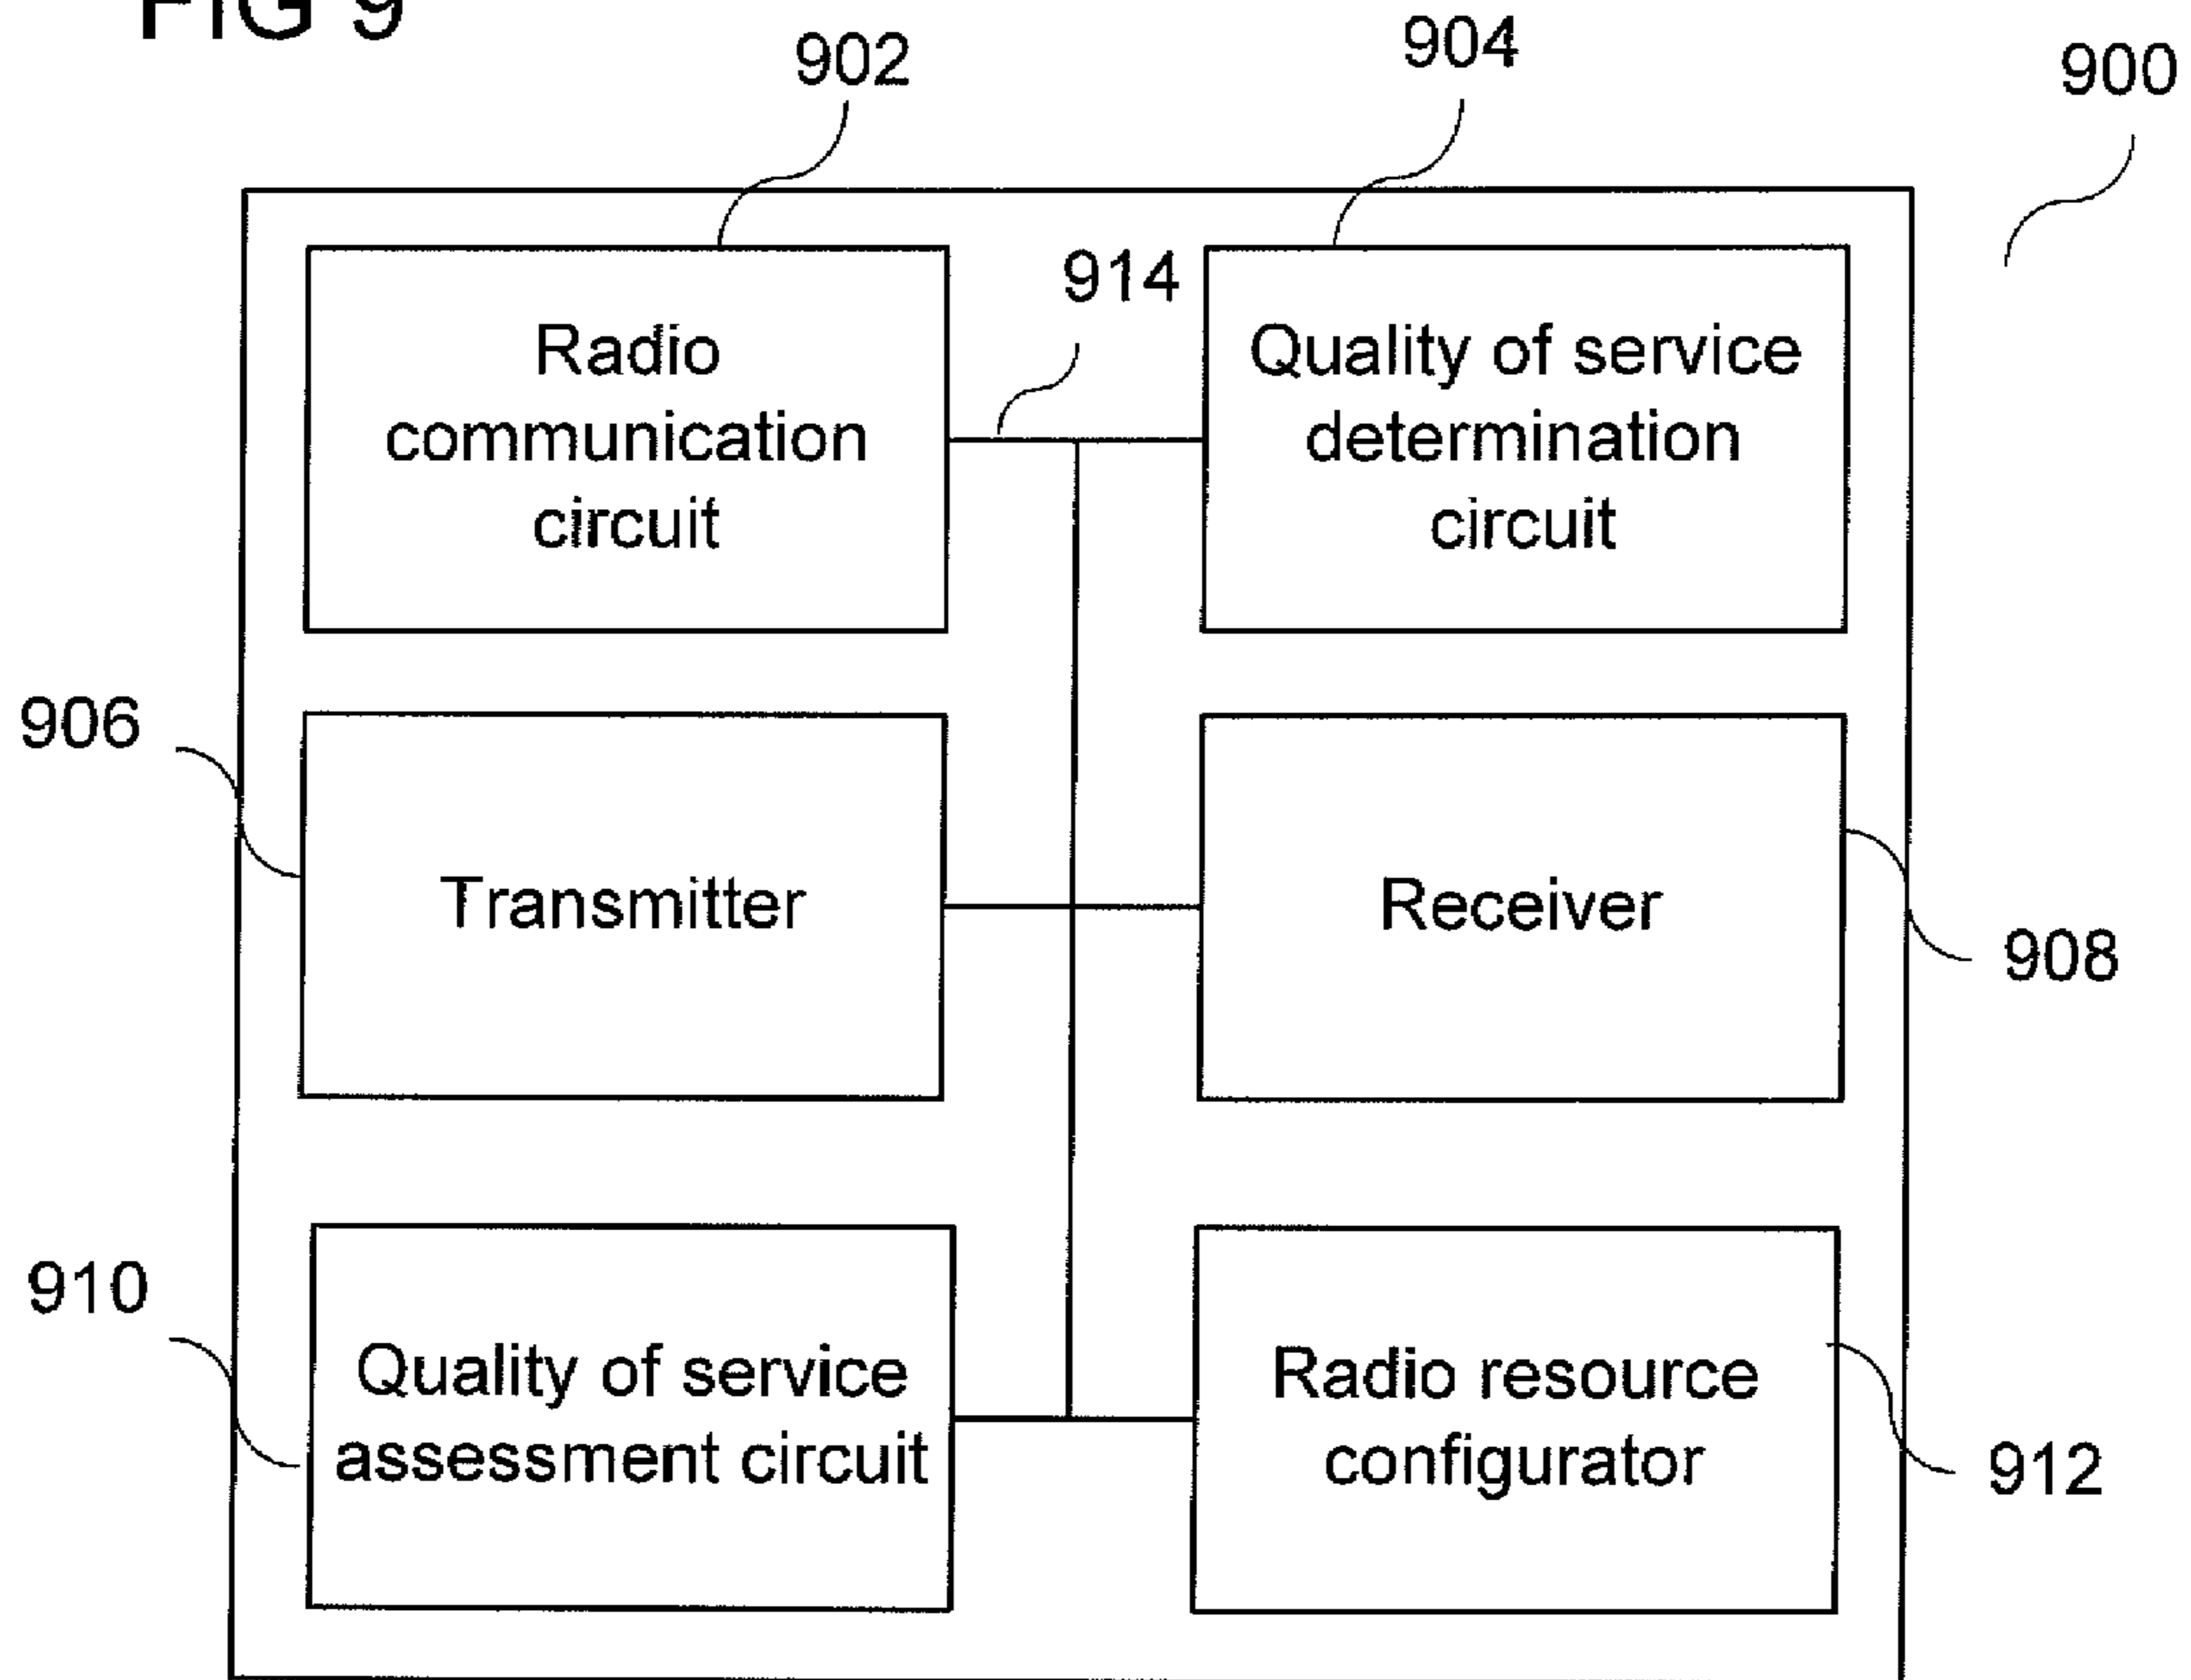 FIG 9
902
904
900
914
Radio
communication
circuit
Quality of service
determination
circuit
906
Transmitter
Receiver
908
910
Quality of service
assessment circuit
Radio resource
configurator
912